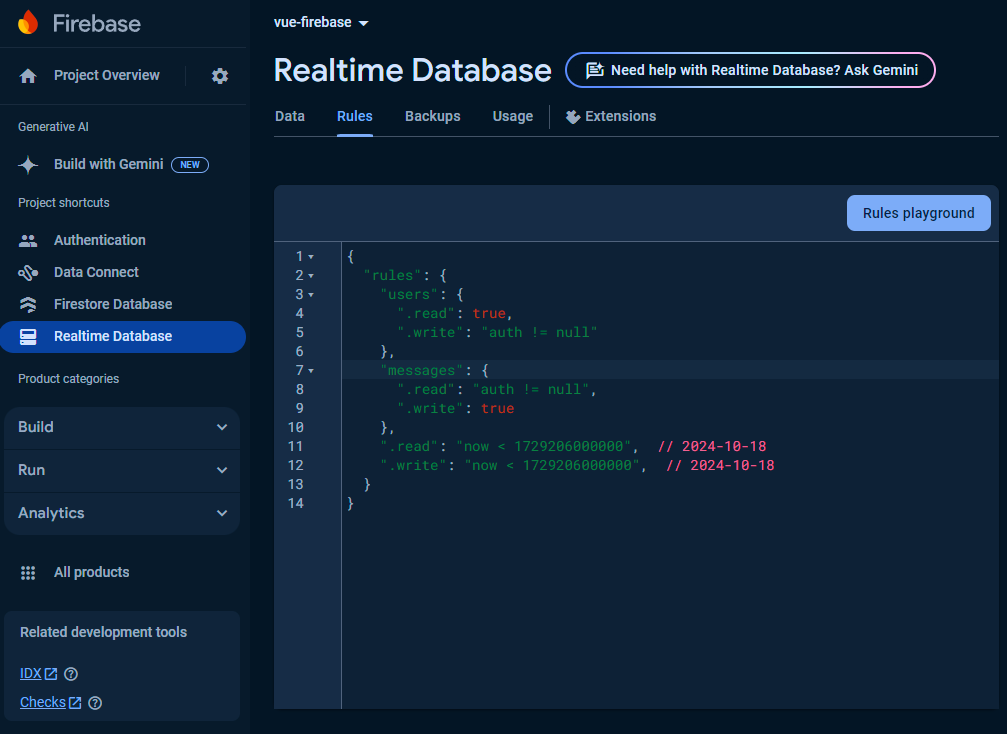 Firebase
Project Overview
Generative AI
Build with Gemini NEW
Project shortcuts
Authentication
Data Connect
Firestore Database
Realtime Database
Product categories
Build
Run
Analytics
All products
Related development tools
IDX
Checks
vue-firebase
Realtime Database
Need help with Realtime Database? Ask Gemini
Data Rules Backups Usage Extensions
Rules playground
1 {
2   "rules": {
3     "users": {
4       ".read": true,
5       ".write": "auth != null"
6     },
7     "messages": {
8       ".read": "auth != null",
9       ".write": true
10     },
11     ".read": "now < 1729206000000",  // 2024-10-18
12     ".write": "now < 1729206000000",  // 2024-10-18
13   }
14 }